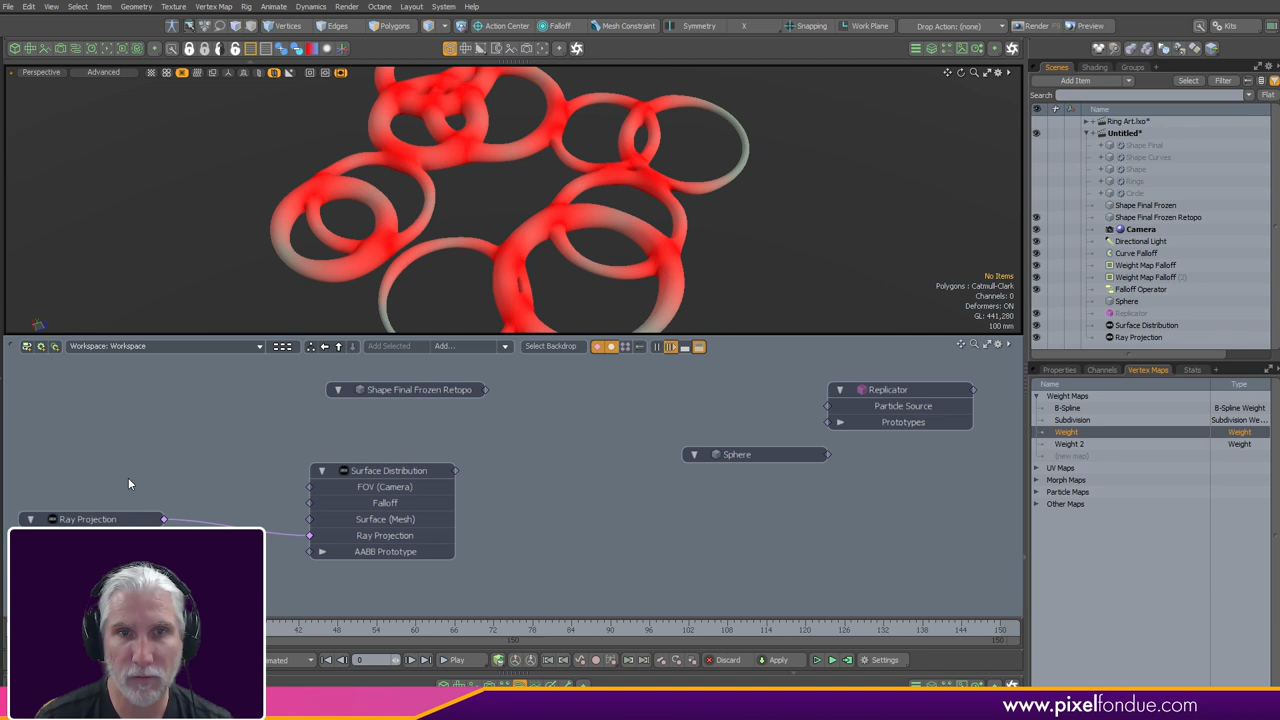 File Edit View Select Item Geometry Texture Vertex Map Rig Animate Dynamics Render Octane Layout System Help
Vertices Edges Polygons Action Center Falloff Mesh Constraint Symmetry X Snapping Work Plane Drop Action: (none) Render Preview Kits
Perspective Advanced
No Items
Polygons : Catmull-Clark
Channels: 0
Deformers: ON
GL: 441,280
100 mm
Workspace: Workspace Add Selected Add... Select Backdrop
Shape Final Frozen Retopo
Replicator
Particle Source
Prototypes
Sphere
Surface Distribution
FOV (Camera)
Falloff
Surface (Mesh)
Ray Projection
AABB Prototype
Ray Projection
42 48 54 60 66 72 78 84 90 96 102 108 114 120 126 132 138 144 150
150 150
0 Play Discard Apply Settings
Scenes Shading Groups +
Add Item Select Filter
Search Flat
Name
Ring Art.lxo*
Untitled*
Shape Final
Shape Curves
Shape
Rings
Circle
Shape Final Frozen
Shape Final Frozen Retopo
Camera
Directional Light
Curve Falloff
Weight Map Falloff
Weight Map Falloff (2)
Falloff Operator
Sphere
Replicator
Surface Distribution
Ray Projection
Properties Channels Vertex Maps Stats +
Name Type
Weight Maps
B-Spline B-Spline Weight
Subdivision Subdivision We...
Weight Weight
Weight 2 Weight
(new map)
UV Maps
Morph Maps
Particle Maps
Other Maps
www.pixelfondue.com